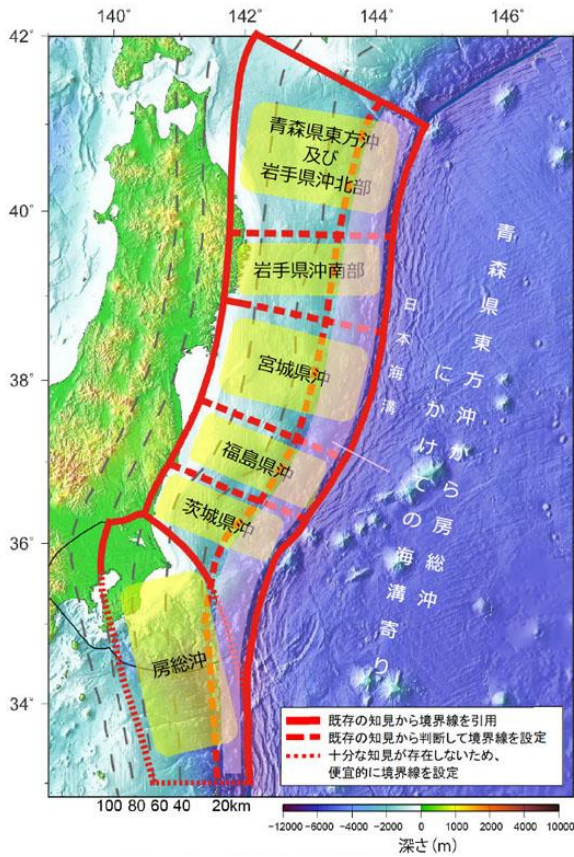 140°
142°
144°
146°
42°
40°
38°
36°
34°
青森県東方沖
及び
岩手県沖北部
岩手県沖南部
宮城県沖
福島県沖
茨城県沖
房総沖
日本海溝
青森県東方沖から房総沖
にかけての海溝寄り
既存の知見から境界線を引用
既存の知見から判断して境界線を設定
十分な知見が存在しないため、
便宜的に境界線を設定
100 80 60 40 20km
-12000 -6000 -4000 -2000 0 2000 4000 10000
深さ(m)